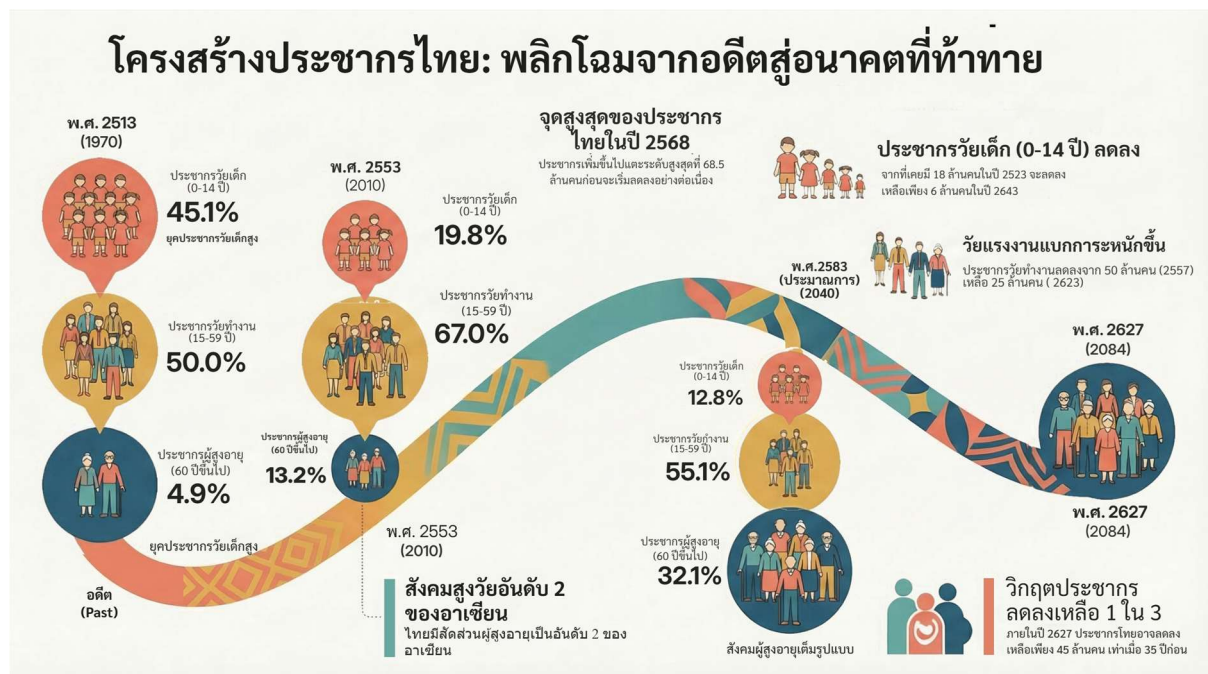 โครงสร้างประชากรไทย: พลิกโฉมจากอดีตสู่อนาคตที่ท้าทาย
พ.ศ. 2513
(1970)
ประชากรวัยเด็ก
(0-14 ปี)
45.1%
ยุคประชากรวัยเด็กสูง
ประชากรวัยทำงาน
(15-59 ปี)
50.0%
ประชากรผู้สูงอายุ
(60 ปีขึ้นไป)
4.9%
ยุคประชากรวัยเด็กสูง
อดีต
(Past)
พ.ศ. 2553
(2010)
ประชากรวัยเด็ก
(0-14 ปี)
19.8%
ประชากรวัยทำงาน
(15-59 ปี)
67.0%
ประชากรผู้สูงอายุ
(60 ปีขึ้นไป)
13.2%
พ.ศ. 2553
(2010)
สังคมสูงวัยอันดับ 2
ของอาเซียน
ไทยมีสัดส่วนผู้สูงอายุเป็นอันดับ 2 ของ
อาเซียน
จุดสูงสุดของประชากร
ไทยในปี 2568
ประชากรเพิ่มขึ้นไปแตะระดับสูงสุดที่ 68.5
ล้านคนก่อนจะเริ่มลดลงอย่างต่อเนื่อง
ประชากรวัยเด็ก (0-14 ปี) ลดลง
จากที่เคยมี 18 ล้านคนในปี 2523 จะลดลง
เหลือเพียง 6 ล้านคนในปี 2643
วัยแรงงานแบกภาระหนักขึ้น
ประชากรวัยทำงานลดลงจาก 50 ล้านคน (2557)
เหลือ 25 ล้านคน ( 2623)
พ.ศ.2583
(ประมาณการ)
(2040)
ประชากรวัยเด็ก
(0-14 ปี)
12.8%
ประชากรวัยทำงาน
(15-59 ปี)
55.1%
ประชากรผู้สูงอายุ
(60 ปีขึ้นไป)
32.1%
สังคมผู้สูงอายุเต็มรูปแบบ
พ.ศ. 2627
(2084)
พ.ศ. 2627
(2084)
วิกฤตประชากร
ลดลงเหลือ 1 ใน 3
ภายในปี 2627 ประชากรไทยอาจลดลง
เหลือเพียง 45 ล้านคน เท่าเมื่อ 35 ปีก่อน